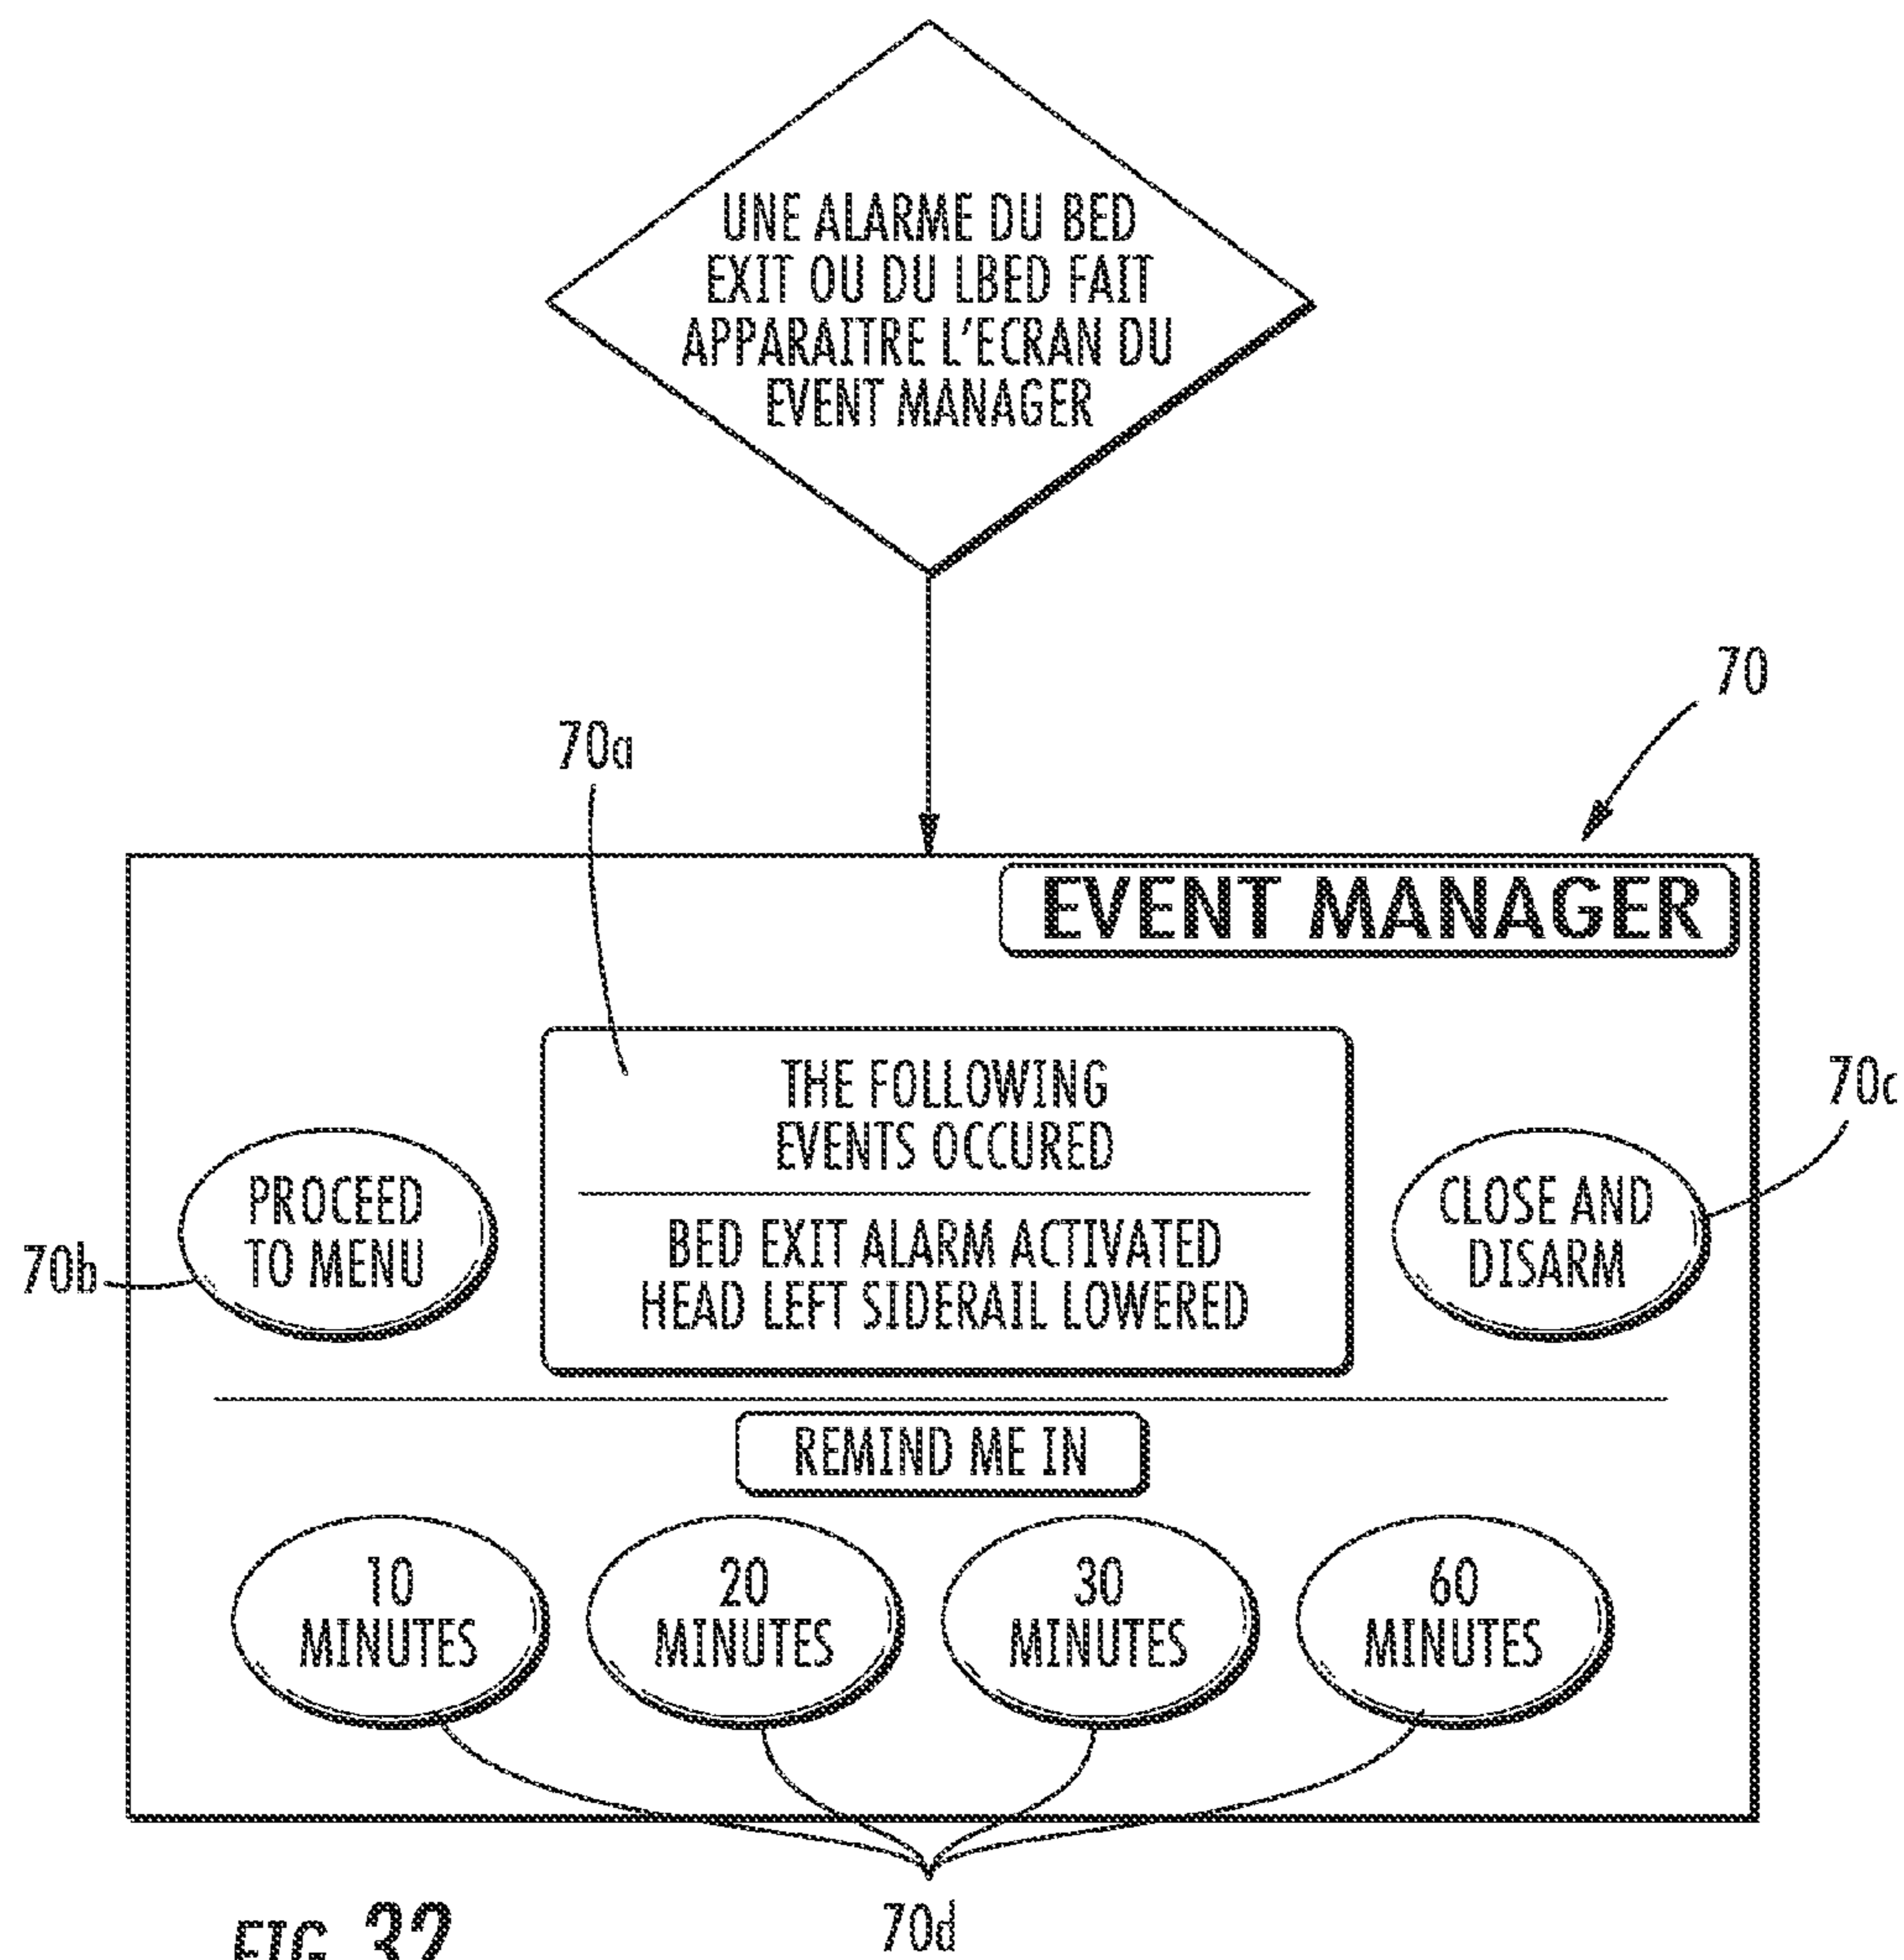 UNE ALARME DU BED
EXIT OU DU LBED FAIT
APPARAITRE L'ECRAN DU
EVENT MANAGER
70
70a
EVENT MANAGER
THE FOLLOWING
EVENTS OCCURED
70c
PROCEED
TO MENU
BED EXIT ALARM ACTIVATED
HEAD LEFT SIDERAIL LOWERED
CLOSE AND
DISARM
70b
REMIND ME IN
10
MINUTES
20
MINUTES
30
MINUTES
60
MINUTES
70d
FIG. 32